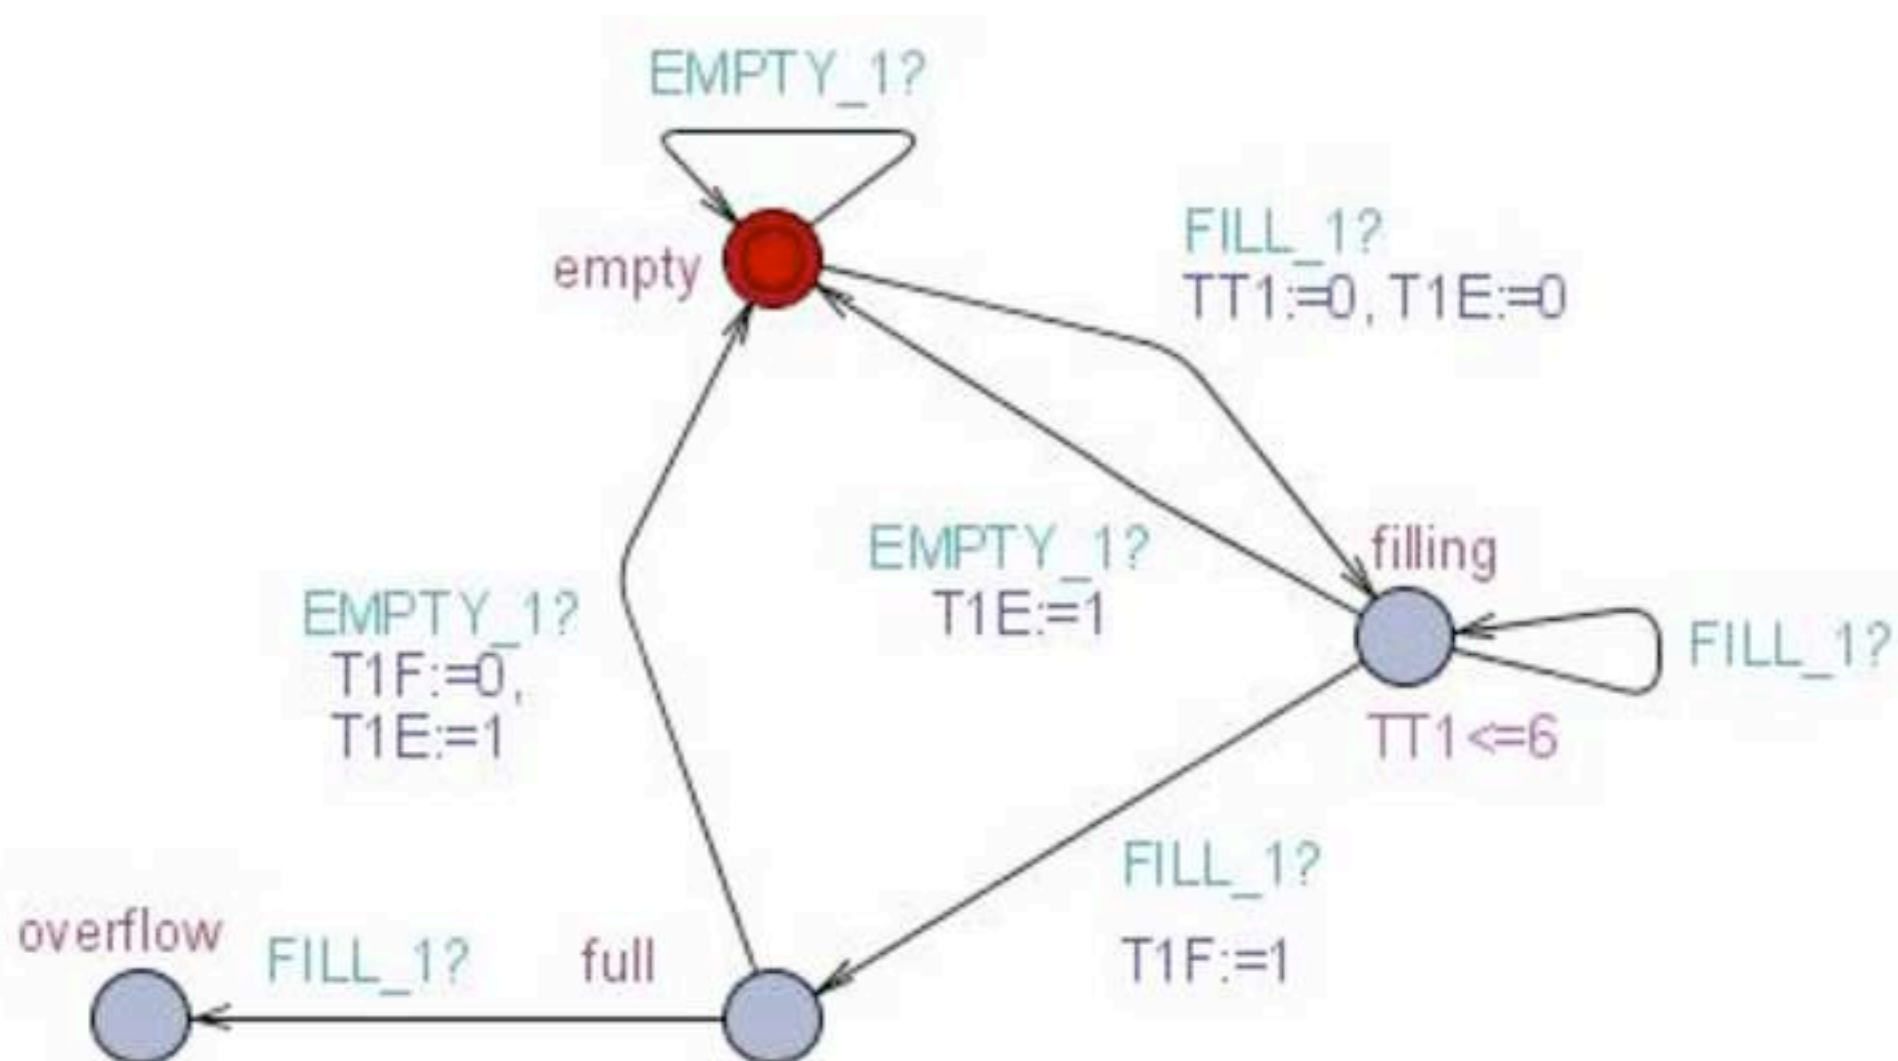 EMPTY_1?
FILL_1?
TT1:=0, T1E:=0
empty
EMPTY_1?
T1E:=1
filling
FILL_1?
TT1<=6
EMPTY_1?
T1F:=0,
T1E:=1
FILL_1?
T1F:=1
overflow
FILL_1?
full